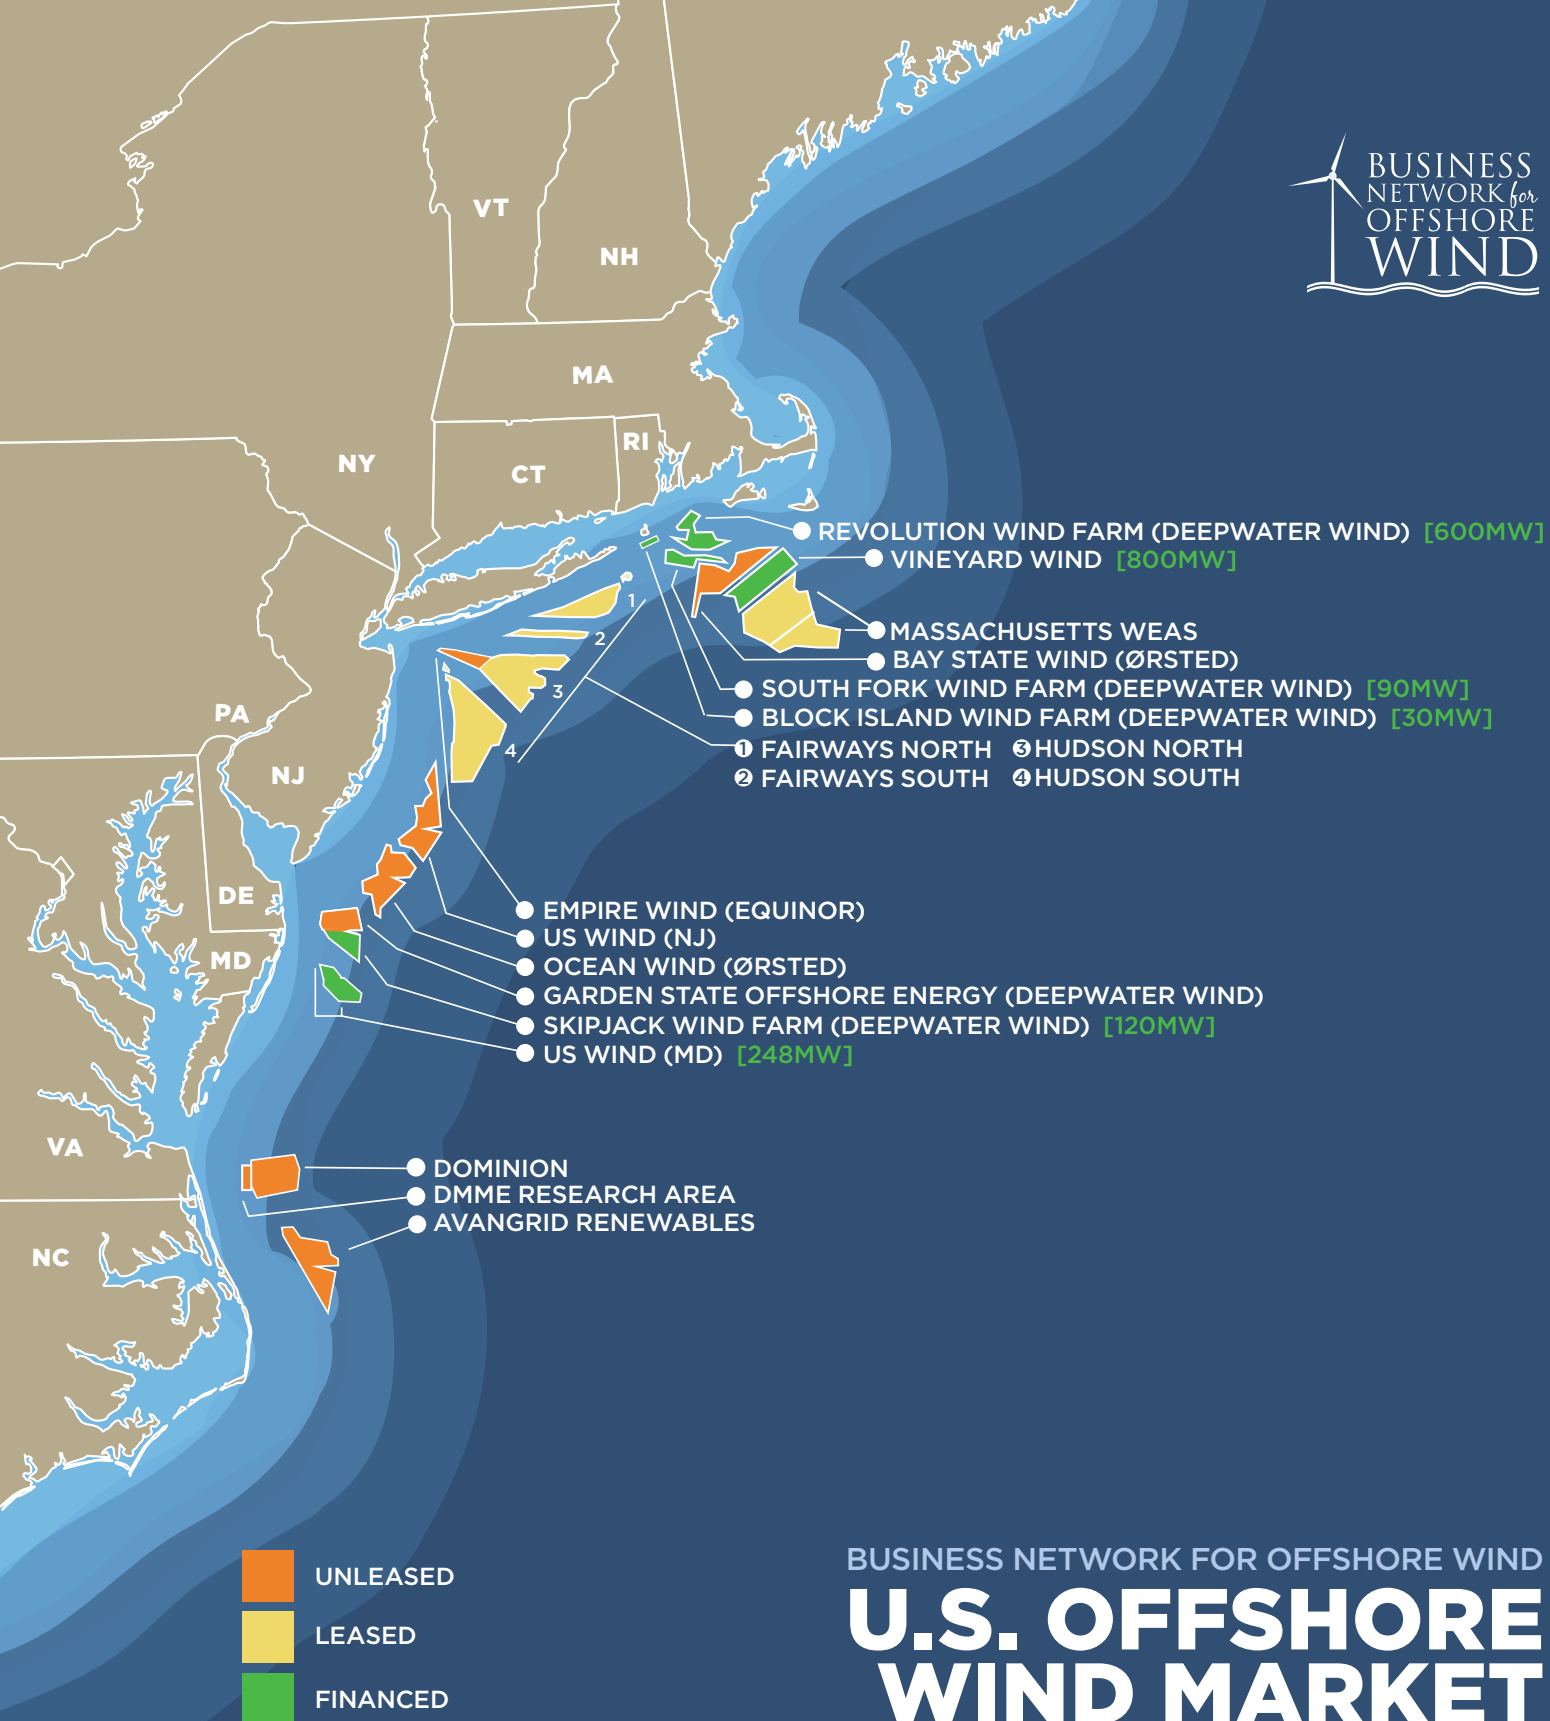 BUSINESS
NETWORK for
OFFSHORE
WIND
VT
NH
MA
RI
NY
CT
REVOLUTION WIND FARM (DEEPWATER WIND) [600MW]
VINEYARD WIND [800MW]
1
MASSACHUSETTS WEAS
2
BAY STATE WIND (ØRSTED)
3
SOUTH FORK WIND FARM (DEEPWATER WIND) [90MW]
PA
BLOCK ISLAND WIND FARM (DEEPWATER WIND) [30MW]
4
1 FAIRWAYS NORTH 3 HUDSON NORTH
NJ
2 FAIRWAYS SOUTH 4 HUDSON SOUTH
DE
EMPIRE WIND (EQUINOR)
US WIND (NJ)
MD
OCEAN WIND (ØRSTED)
GARDEN STATE OFFSHORE ENERGY (DEEPWATER WIND)
SKIPJACK WIND FARM (DEEPWATER WIND) [120MW]
US WIND (MD) [248MW]
VA
DOMINION
DMME RESEARCH AREA
AVANGRID RENEWABLES
NC
UNLEASED
LEASED
FINANCED
BUSINESS NETWORK FOR OFFSHORE WIND
U.S. OFFSHORE
WIND MARKET